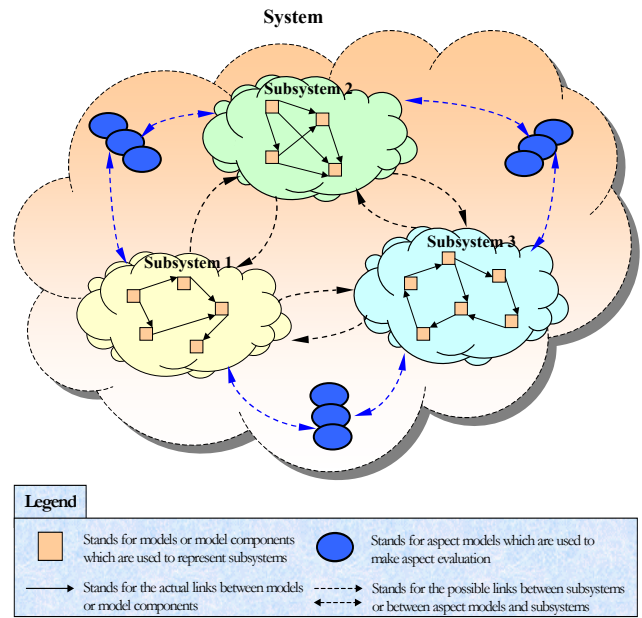 System
Subsystem 2
Subsystem 1
Subsystem 3
Legend
Stands for models or model components
which are used to represent subsystems
Stands for aspect models which are used to
make aspect evaluation
Stands for the actual links between models
or model components
Stands for the possible links between subsystems
or between aspect models and subsystems